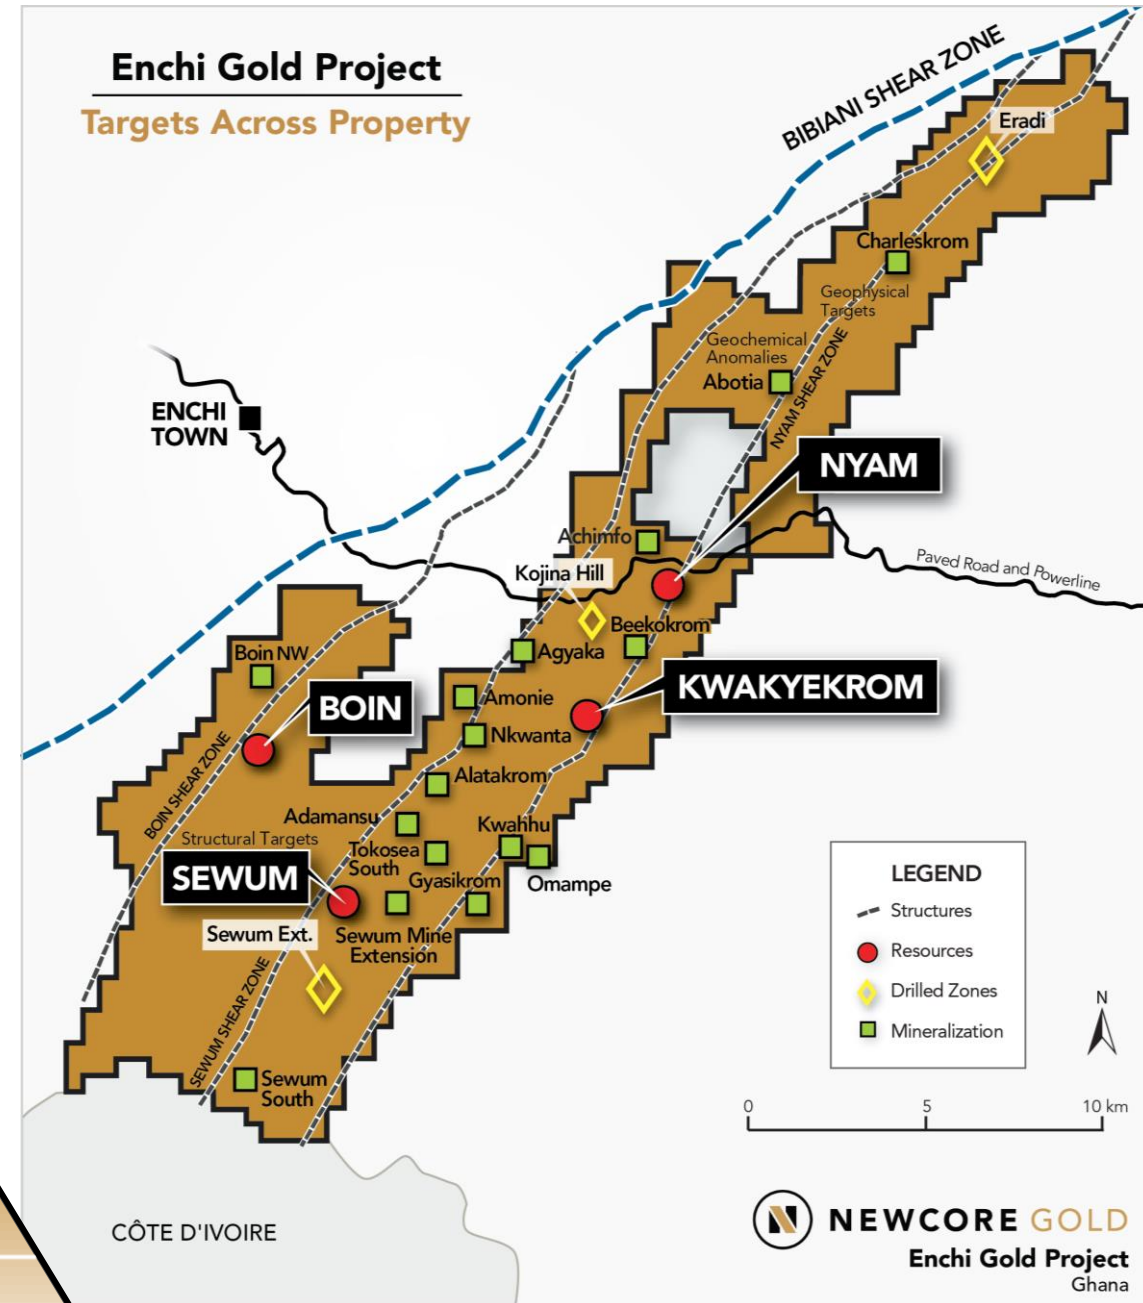 Enchi Gold Project
Targets Across Property
BIBIANI SHEAR ZONE
Eradi
Charleskrom
Geophysical
Targets
Geochemical
Anomalies
Abotia
NYAM SHEAR ZONE
ENCHI
TOWN
NYAM
Achimfo
Paved Road and Powerline
Kojina Hill
Beekokrom
Agyaka
Boin NW
KWAKYEKROM
BOIN
Amonie
Nkwanta
BOIN SHEAR ZONE
Alatakrom
Adamansu
Kwahhu
Structural Targets
Tokosea
South
SEWUM
Gyasikrom
Omampe
Sewum Ext.
Sewum Mine
Extension
SEWUM SHEAR ZONE
Sewum
South
LEGEND
Structures
Resources
Drilled Zones
Mineralization
N
0 5 10 km
CÔTE D'IVOIRE
NEWCORE GOLD
Enchi Gold Project
Ghana